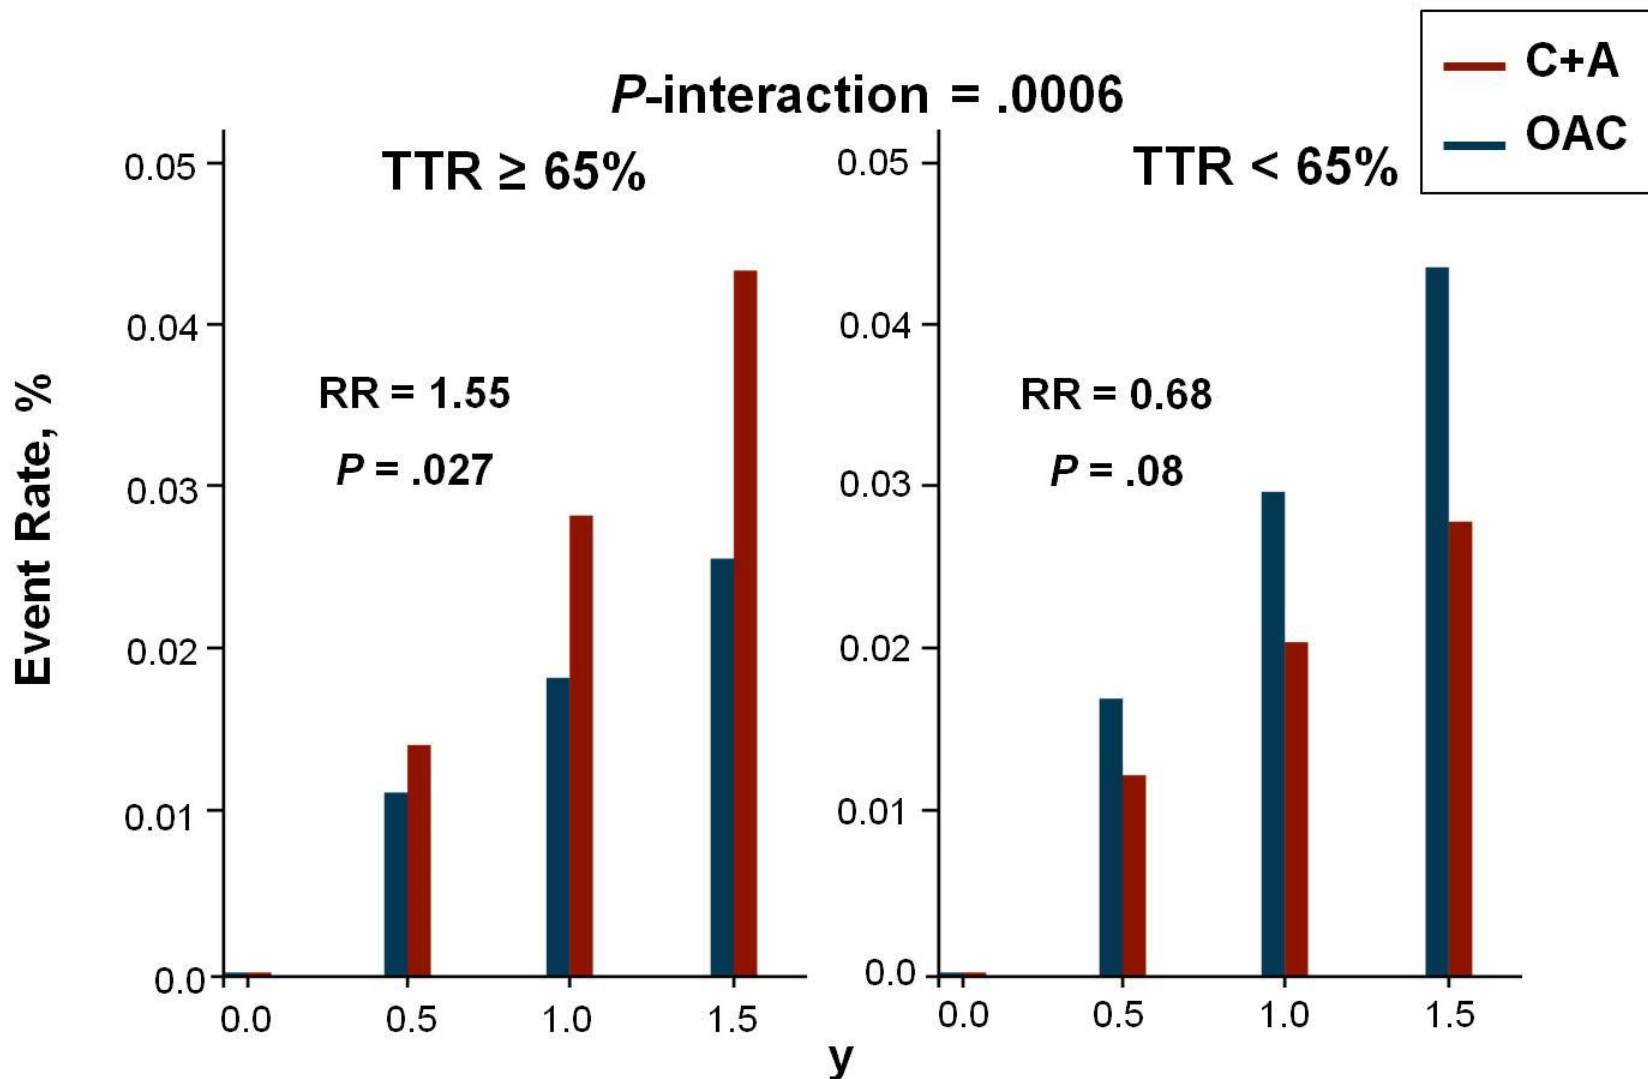 C+A
OAC
P-interaction = .0006
TTR ≥ 65%
TTR < 65%
Event Rate, %
0.05
0.04
0.03
0.02
0.01
0.0
RR = 1.55
P = .027
0.0 0.5 1.0 1.5
0.05
0.04
0.03
0.02
0.01
0.0
RR = 0.68
P = .08
0.0 0.5 1.0 1.5
y